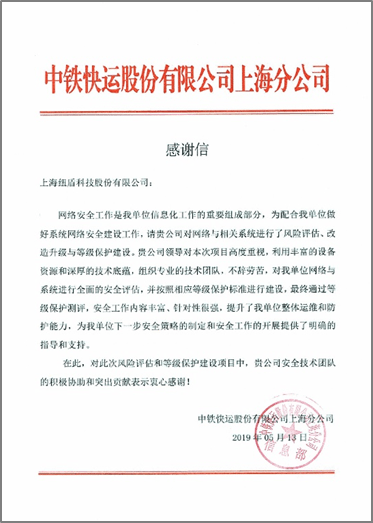 中铁快运股份有限公司上海分公司
感谢信
上海纽盾科技股份有限公司：
网络安全工作是我单位信息化工作的重要组成部分，为配合我单位做
好系统网络安全建设工作，请贵公司对网络与相关系统进行了风险评估、改
造升级与等级保护建设。贵公司领导对本次项目高度重视，利用丰富的设备
资源和深厚的技术底蕴，组织专业的技术团队、不辞劳苦，对我单位网络与
系统进行全面的安全评估，并按照相应等级保护标准进行建设，最终通过等
级保护测评，安全工作内容丰富、针对性很强，提升了我单位整体运维和防
护能力，为我单位下一步安全策略的制定和安全工作的开展提供了明确的
指导和支持。
在此，对此次风险评估和等级保护建设项目中，贵公司安全技术团队
的积极协助和突出贡献表示衷心感谢！
中铁快运股份有限公司上海分公司
2019 年 05 月 13 日
信息部